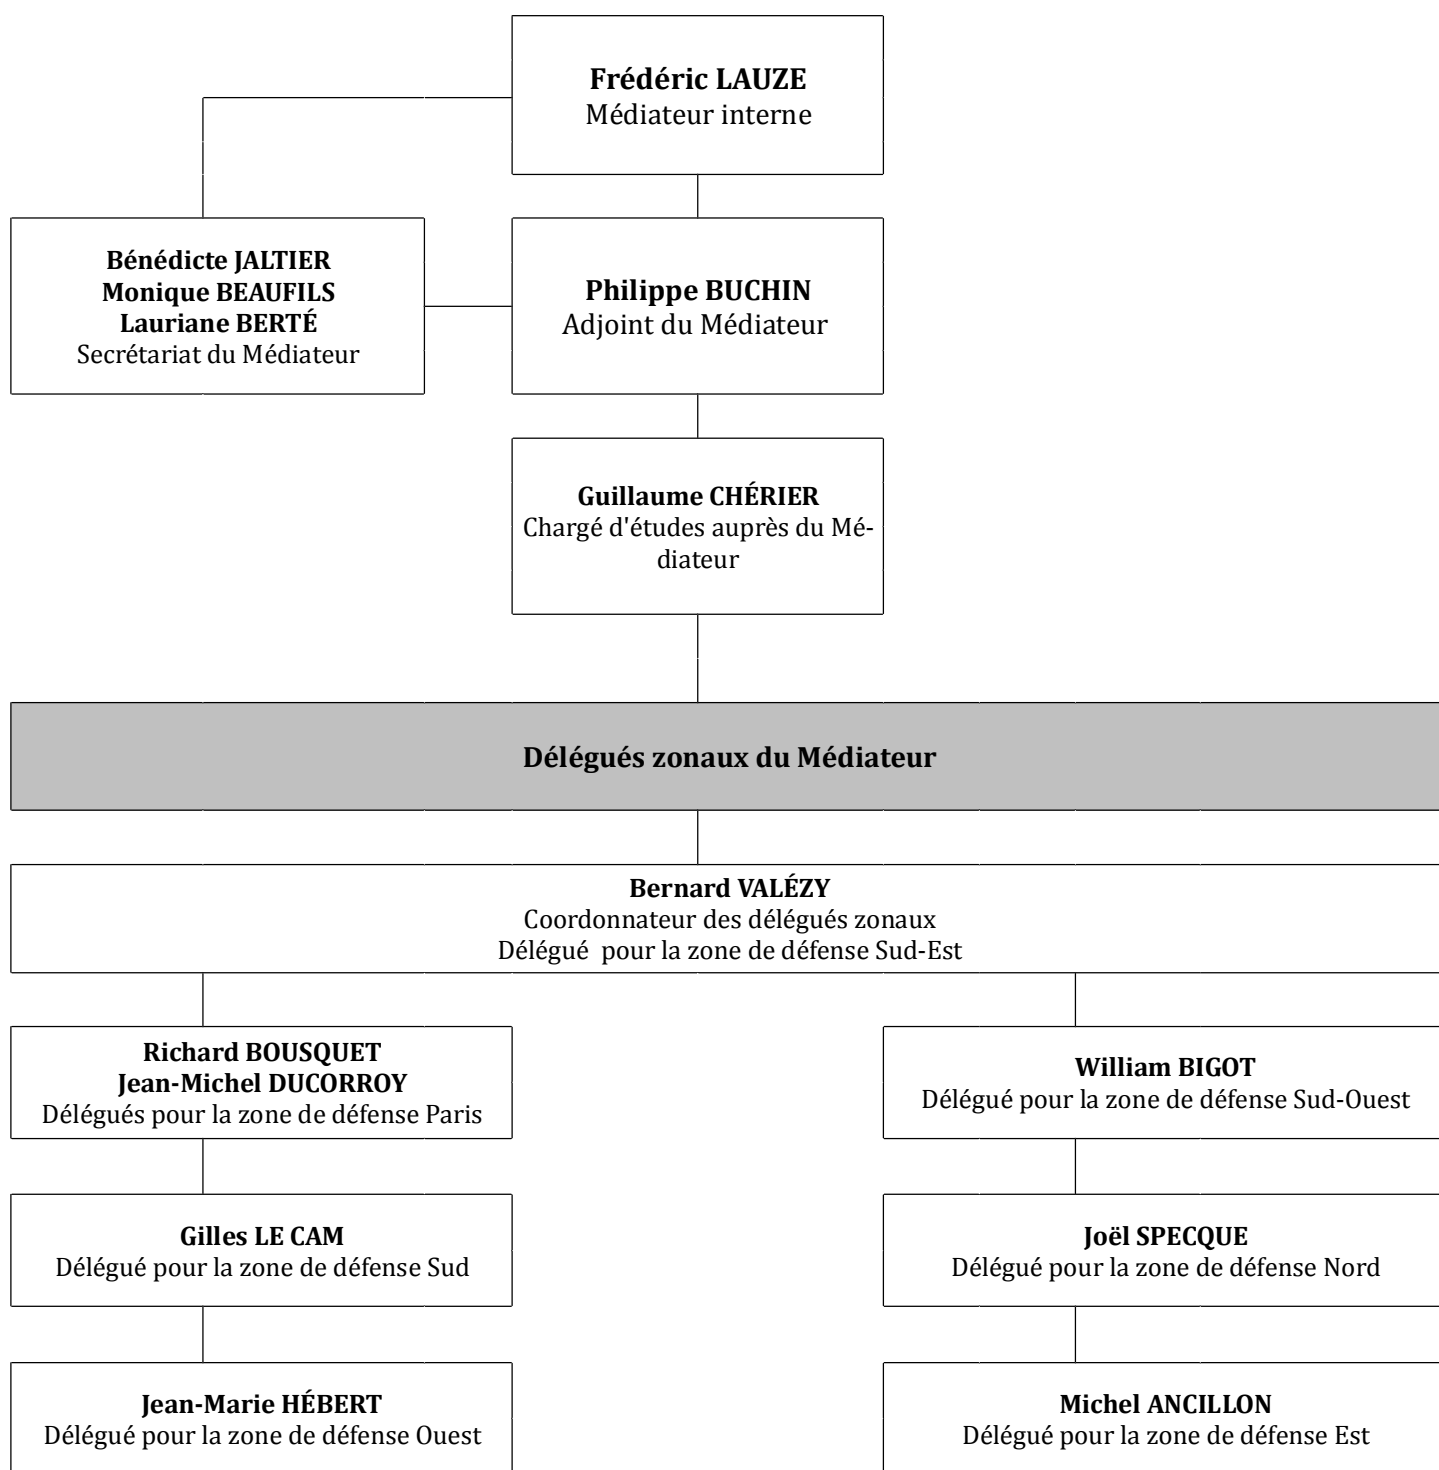 Frédéric LAUZE
Médiateur interne
Bénédicte JALTIER
Monique BEAUFILS
Lauriane BERTÉ
Secrétariat du Médiateur
Philippe BUCHIN
Adjoint du Médiateur
Guillaume CHÉRIER
Chargé d'études auprès du Mé-
diateur
Délégués zonaux du Médiateur
Bernard VALÉZY
Coordonnateur des délégués zonaux
Délégué  pour la zone de défense Sud-Est
Richard BOUSQUET
Jean-Michel DUCORROY
Délégués pour la zone de défense Paris
William BIGOT
Délégué pour la zone de défense Sud-Ouest
Gilles LE CAM
Délégué pour la zone de défense Sud
Joël SPECQUE
Délégué pour la zone de défense Nord
Jean-Marie HÉBERT
Délégué pour la zone de défense Ouest
Michel ANCILLON
Délégué pour la zone de défense Est